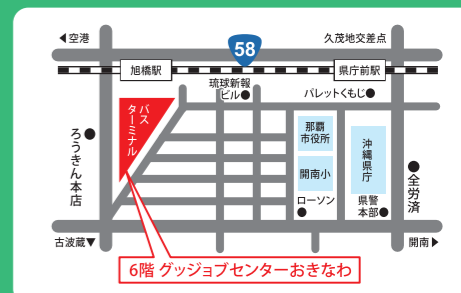 ◀空港
58
久茂地交差点
旭橋駅
県庁前駅
琉球新報
ビル●
パレットくもじ●
バス
ターミナル
ろうきん本店
那覇
市役所
開南小
沖縄県庁
ローソン
県警
本部●
全労済
古波蔵▼
開南▶
6階 グッジョブセンターおきなわ